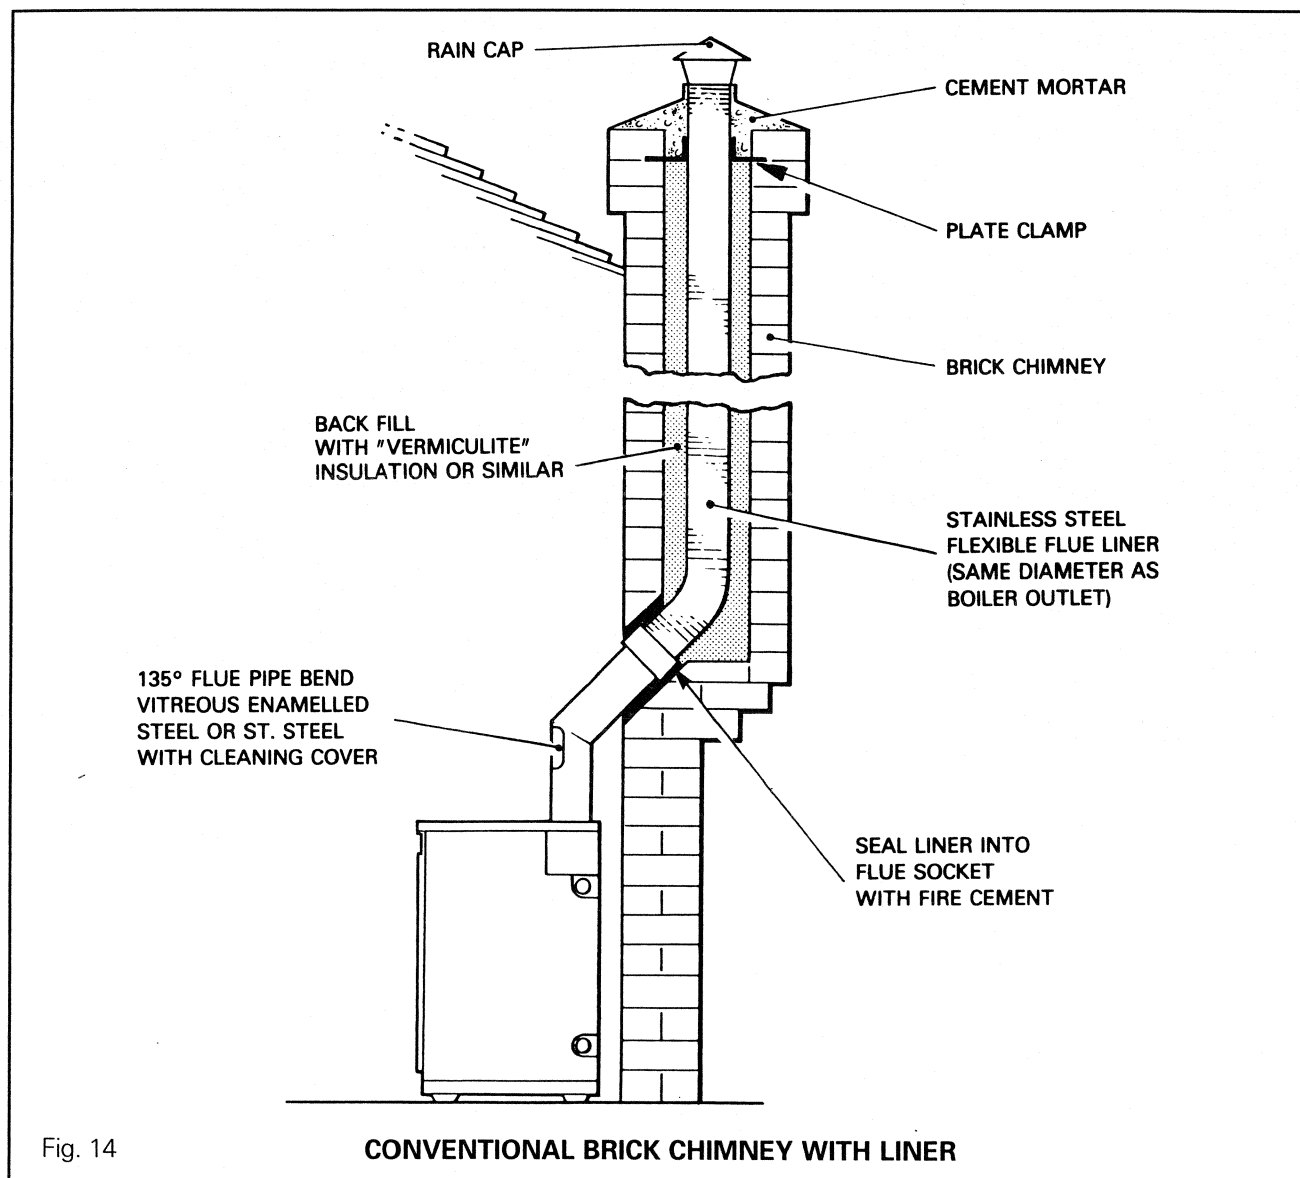 RAIN CAP
CEMENT MORTAR
PLATE CLAMP
BRICK CHIMNEY
BACK FILL
WITH "VERMICULITE"
INSULATION OR SIMILAR
STAINLESS STEEL
FLEXIBLE FLUE LINER
(SAME DIAMETER AS
BOILER OUTLET)
135º FLUE PIPE BEND
VITREOUS ENAMELLED
STEEL OR ST. STEEL
WITH CLEANING COVER
SEAL LINER INTO
FLUE SOCKET
WITH FIRE CEMENT
Fig. 14
CONVENTIONAL BRICK CHIMNEY WITH LINER